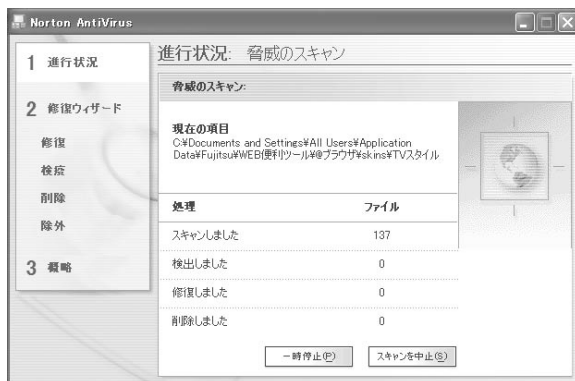 Norton AntiVirus
1 進行状況
2 修復ウィザード
修復
検疫
削除
除外
3 概略
進行状況: 脅威のスキャン
脅威のスキャン:
現在の項目
C:¥Documents and Settings¥All Users¥Application
Data¥Fujitsu¥WEB便利ツール¥@ブラウザ¥skins¥TVスタイル
処理 ファイル
スキャンしました 137
検出しました 0
修復しました 0
削除しました 0
一時停止(P) スキャンを中止(S)